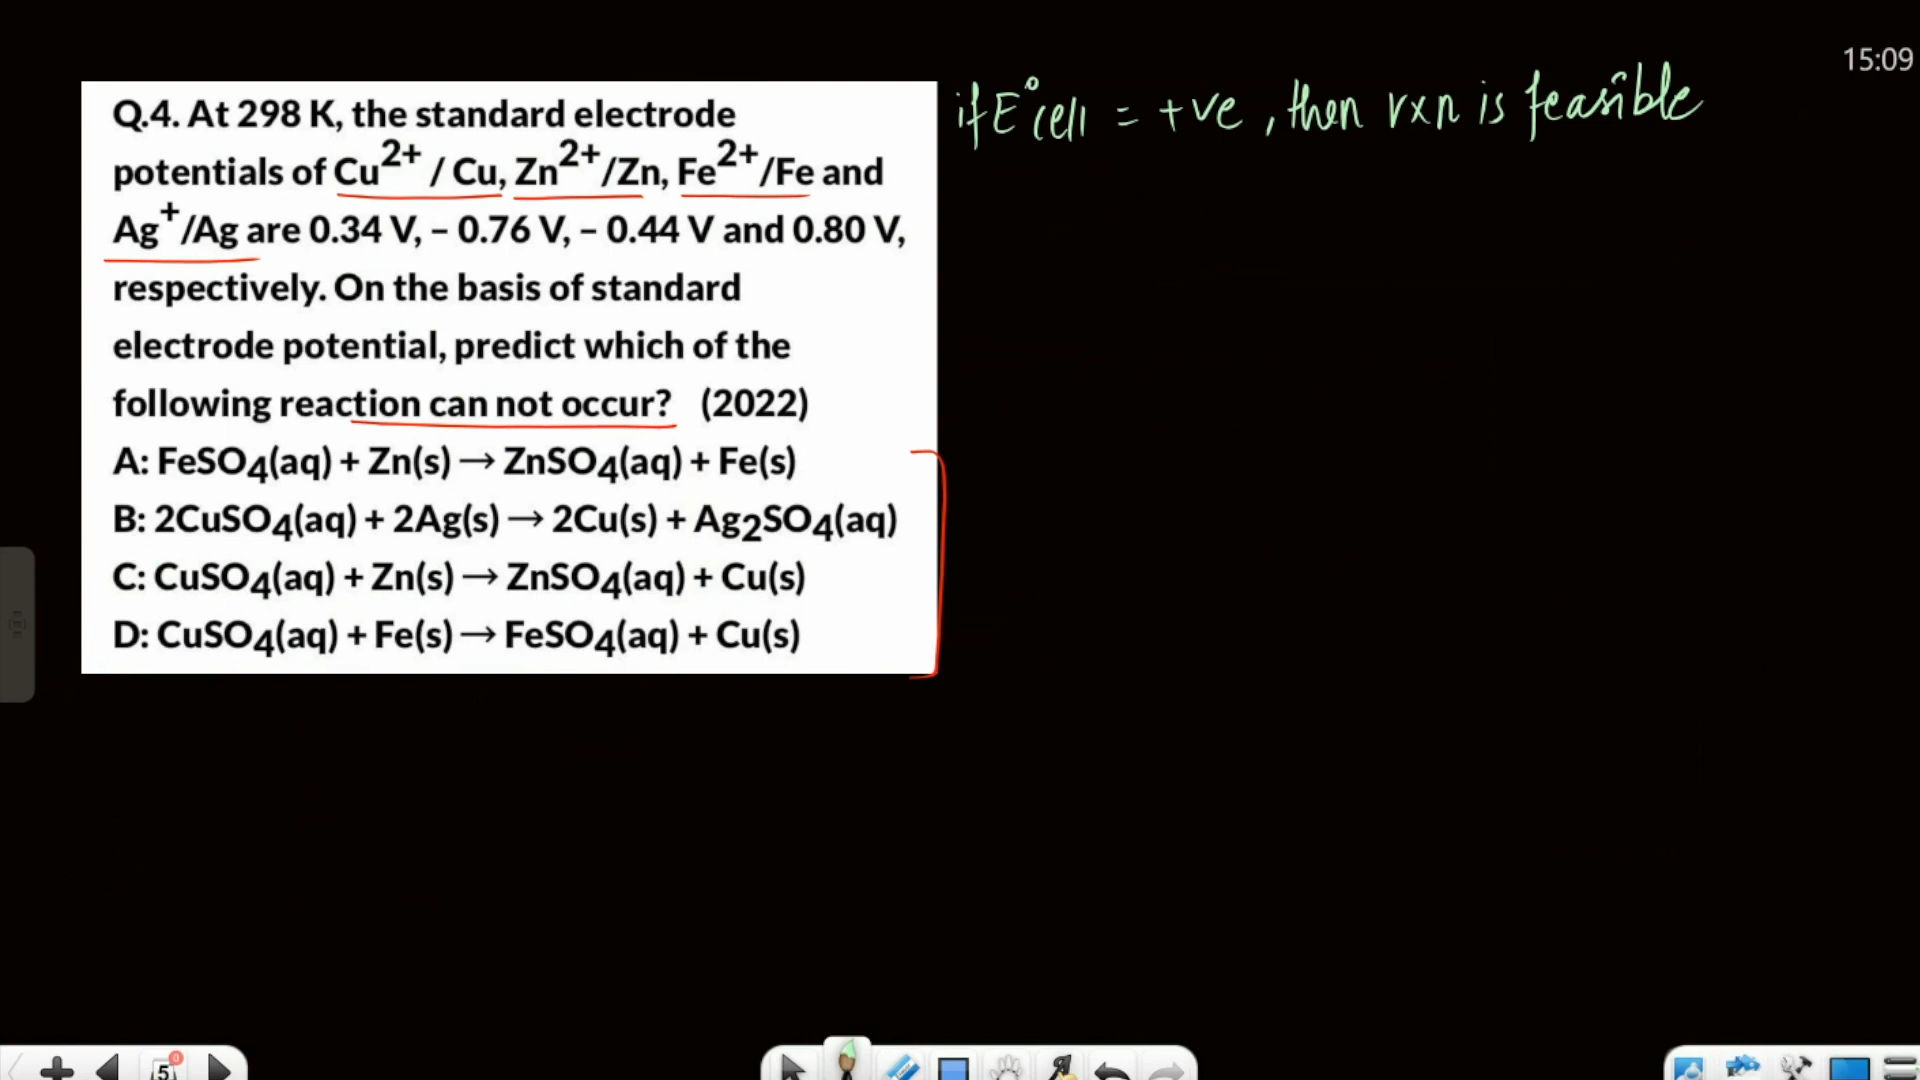 15:09
if E°cell = +ve, then rxn is feasible
Q.4. At 298 K, the standard electrode
potentials of Cu²⁺ / Cu, Zn²⁺/Zn, Fe²⁺/Fe and
Ag⁺/Ag are 0.34 V, – 0.76 V, – 0.44 V and 0.80 V,
respectively. On the basis of standard
electrode potential, predict which of the
following reaction can not occur? (2022)
A: FeSO₄(aq) + Zn(s) → ZnSO₄(aq) + Fe(s)
B: 2CuSO₄(aq) + 2Ag(s) → 2Cu(s) + Ag₂SO₄(aq)
C: CuSO₄(aq) + Zn(s) → ZnSO₄(aq) + Cu(s)
D: CuSO₄(aq) + Fe(s) → FeSO₄(aq) + Cu(s)
5
0